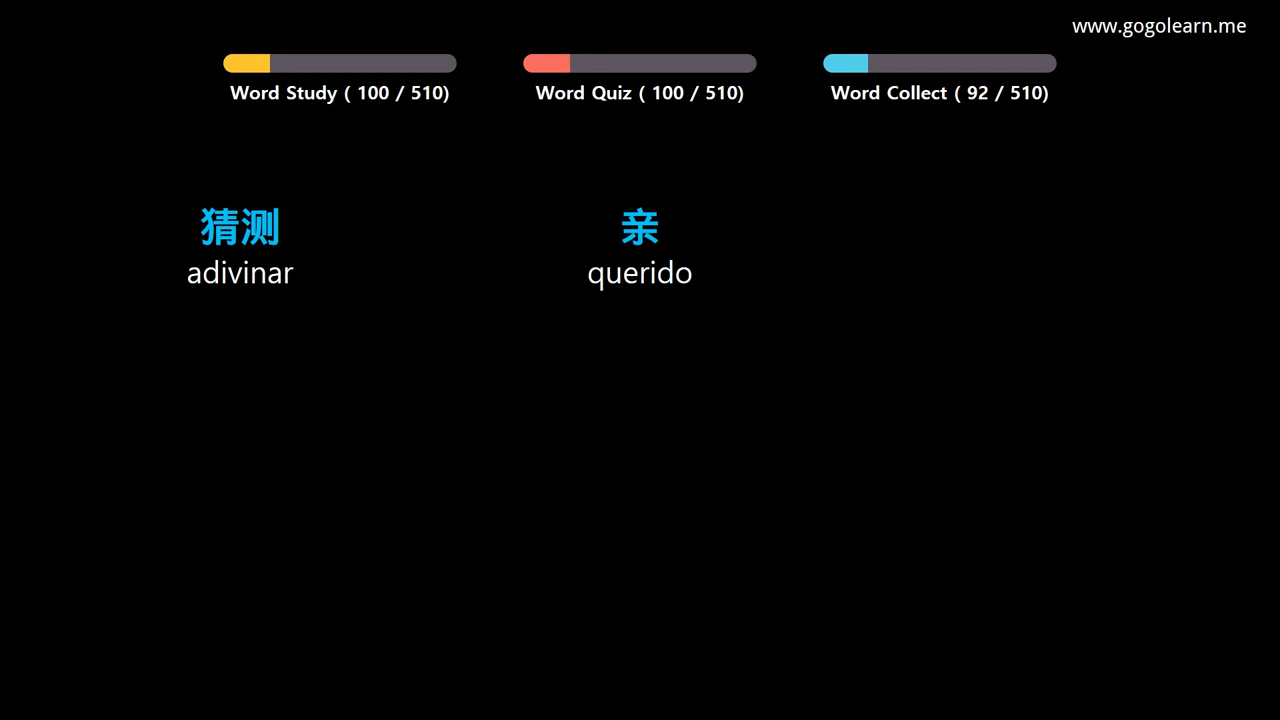 www.gogolearn.me
Word Study ( 100 / 510)
Word Quiz ( 100 / 510)
Word Collect ( 92 / 510)
猜测
adivinar
亲
querido